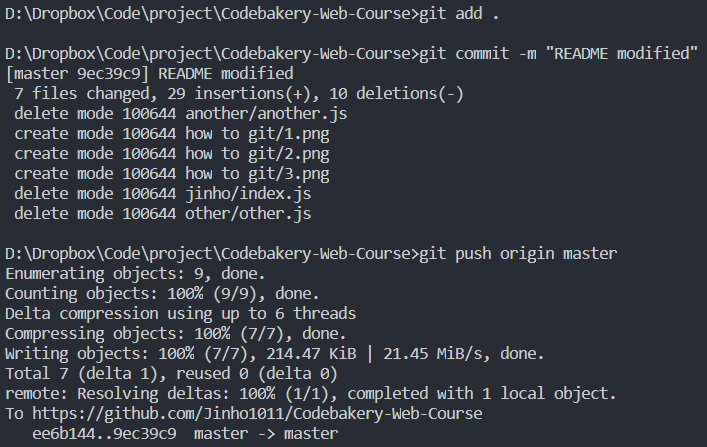 D:\Dropbox\Code\project\Codebakery-Web-Course>git add .
D:\Dropbox\Code\project\Codebakery-Web-Course>git commit -m "README modified"
[master 9ec39c9] README modified
 7 files changed, 29 insertions(+), 10 deletions(-)
 delete mode 100644 another/another.js
 create mode 100644 how to git/1.png
 create mode 100644 how to git/2.png
 create mode 100644 how to git/3.png
 delete mode 100644 jinho/index.js
 delete mode 100644 other/other.js
D:\Dropbox\Code\project\Codebakery-Web-Course>git push origin master
Enumerating objects: 9, done.
Counting objects: 100% (9/9), done.
Delta compression using up to 6 threads
Compressing objects: 100% (7/7), done.
Writing objects: 100% (7/7), 214.47 KiB | 21.45 MiB/s, done.
Total 7 (delta 1), reused 0 (delta 0)
remote: Resolving deltas: 100% (1/1), completed with 1 local object.
To https://github.com/Jinho1011/Codebakery-Web-Course
   ee6b144..9ec39c9  master -> master